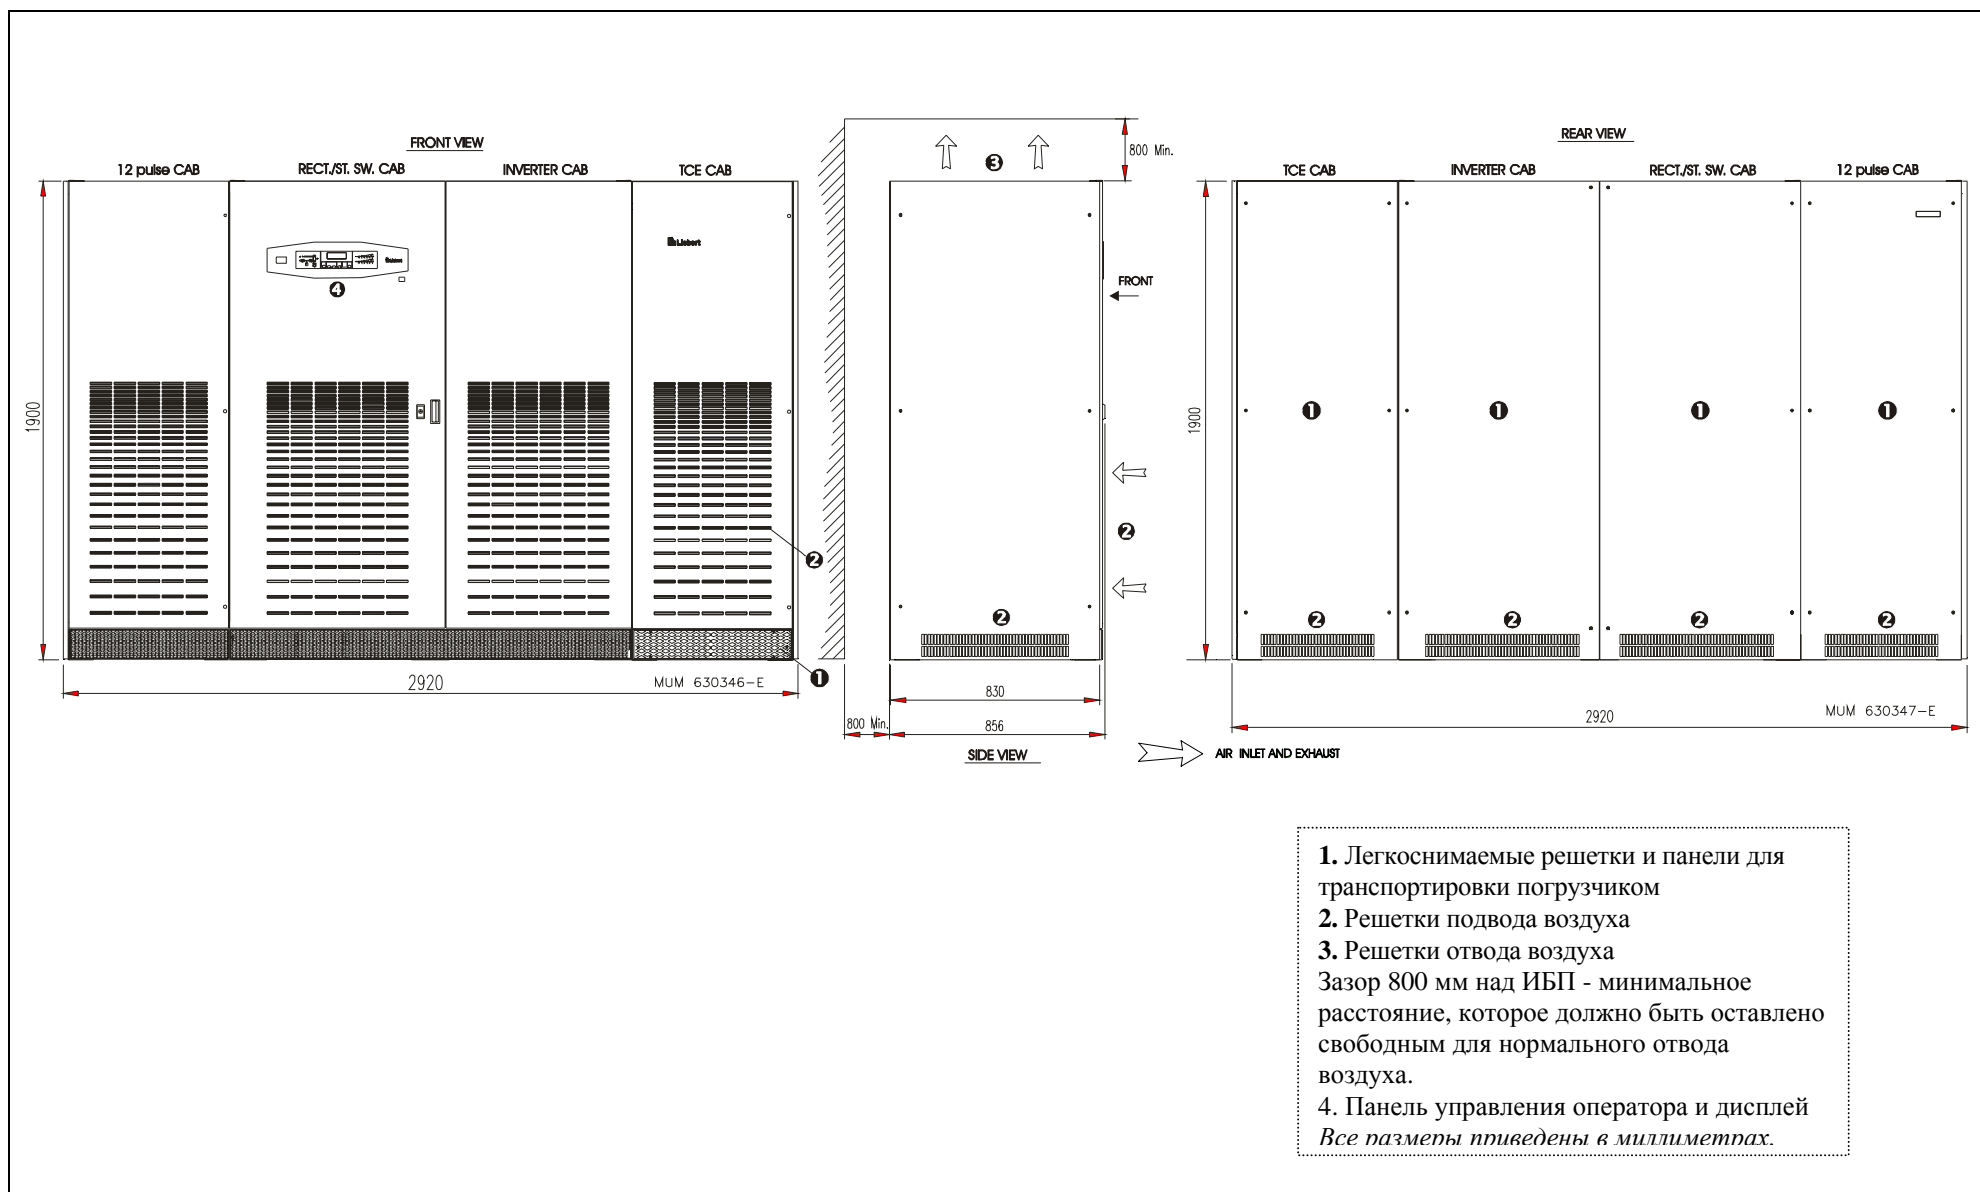 FRONT VIEW
12 pulse CAB
RECT./ST. SW. CAB
INVERTER CAB
TCE CAB
Liebert
4
1900
2
1
2920
MUM 630346-E
3
800 Min.
FRONT
2
2
830
800 Min.
856
SIDE VIEW
AIR INLET AND EXHAUST
REAR VIEW
TCE CAB
INVERTER CAB
RECT./ST. SW. CAB
12 pulse CAB
1900
1 1 1 1
2 2 2 2
2920
MUM 630347-E
1. Легкоснимаемые решетки и панели для
транспортировки погрузчиком
2. Решетки подвода воздуха
3. Решетки отвода воздуха
Зазор 800 мм над ИБП - минимальное
расстояние, которое должно быть оставлено
свободным для нормального отвода
воздуха.
4. Панель управления оператора и дисплей
Все размеры приведены в миллиметрах.